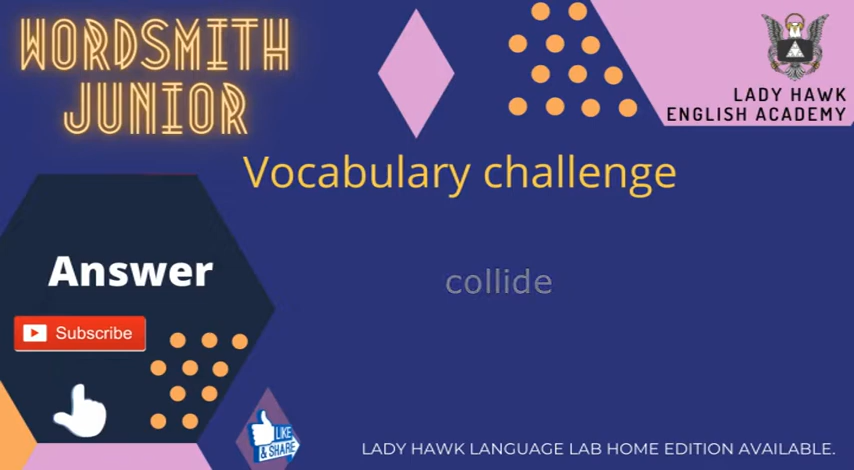 WORDSMITH
JUNIOR
LADY HAWK
ENGLISH ACADEMY
Vocabulary challenge
Answer
collide
Subscribe
LIKE
& SHARE
LADY HAWK LANGUAGE LAB HOME EDITION AVAILABLE.